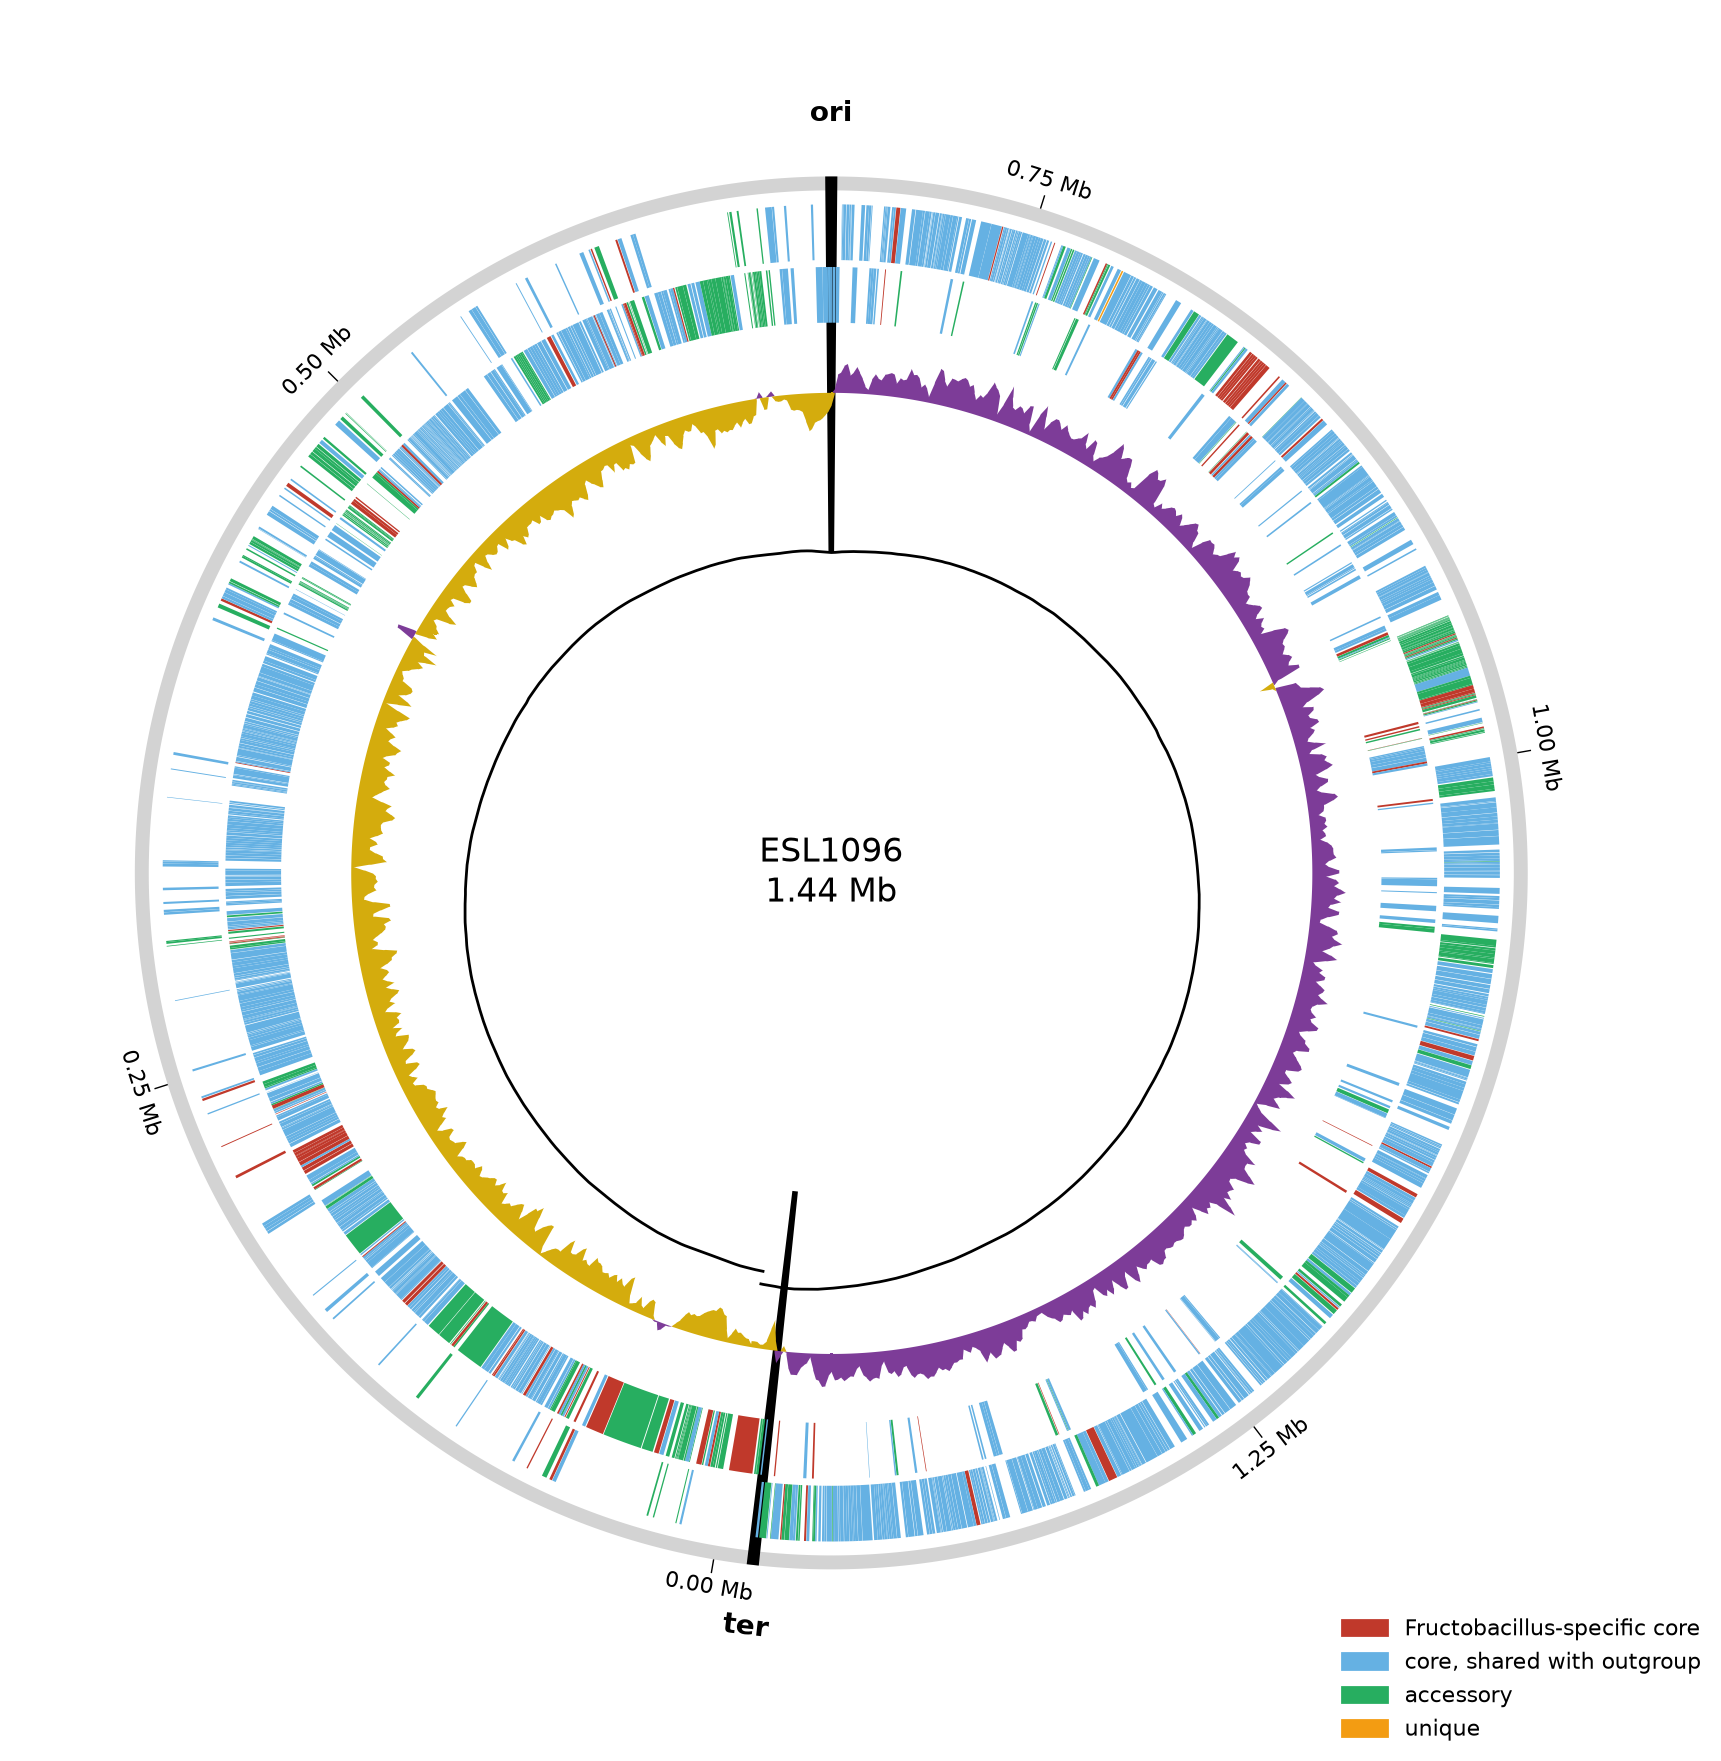 ori
0.75 Mb
0.50 Mb
1.00 Mb
ESL1096
1.44 Mb
0.25 Mb
1.25 Mb
0.00 Mb
ter
Fructobacillus-specific core
core, shared with outgroup
accessory
unique